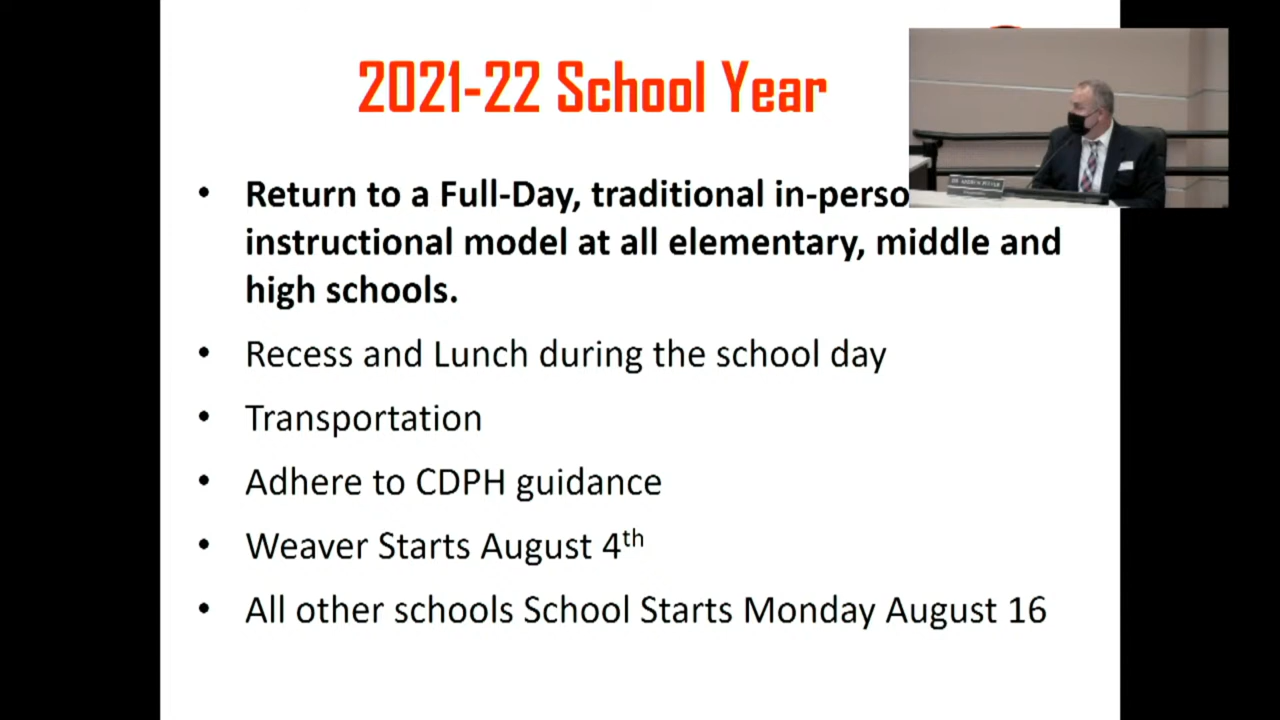 2021-22 School Year
• Return to a Full-Day, traditional in-perso
instructional model at all elementary, middle and
high schools.
• Recess and Lunch during the school day
• Transportation
• Adhere to CDPH guidance
• Weaver Starts August 4th
• All other schools School Starts Monday August 16